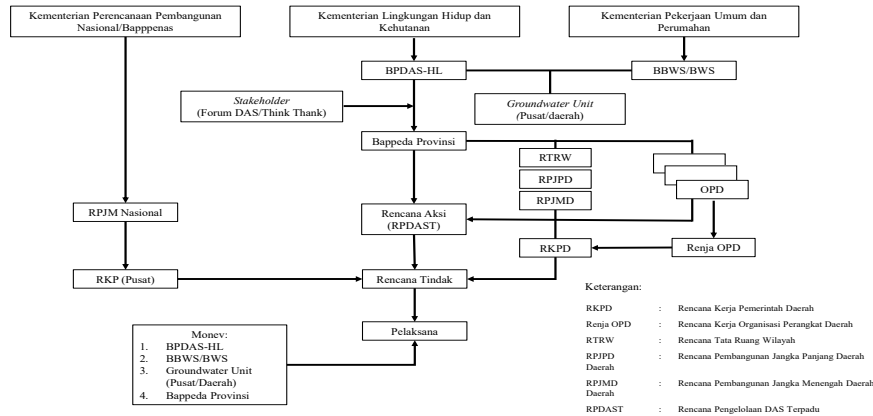 Kementerian Perencanaan Pembangunan
Nasional/Bapppenas
Kementerian Lingkungan Hidup dan
Kehutanan
Kementerian Pekerjaan Umum dan
Perumahan
BPDAS-HL
BBWS/BWS
Stakeholder
(Forum DAS/Think Thank)
Groundwater Unit
(Pusat/daerah)
Bappeda Provinsi
RTRW
RPJPD
RPJMD
OPD
RPJM Nasional
Rencana Aksi
(RPDAST)
RKPD
Renja OPD
RKP (Pusat)
Rencana Tindak
Pelaksana
Monev:
1. BPDAS-HL
2. BBWS/BWS
3. Groundwater Unit
(Pusat/Daerah)
4. Bappeda Provinsi
Keterangan:
RKPD : Rencana Kerja Pemerintah Daerah
Renja OPD : Rencana Kerja Organisasi Perangkat Daerah
RTRW : Rencana Tata Ruang Wilayah
RPJPD : Rencana Pembangunan Jangka Panjang Daerah
Daerah
RPJMD : Rencana Pembangunan Jangka Menengah Daerah
Daerah
RPDAST : Rencana Pengelolaan DAS Terpadu